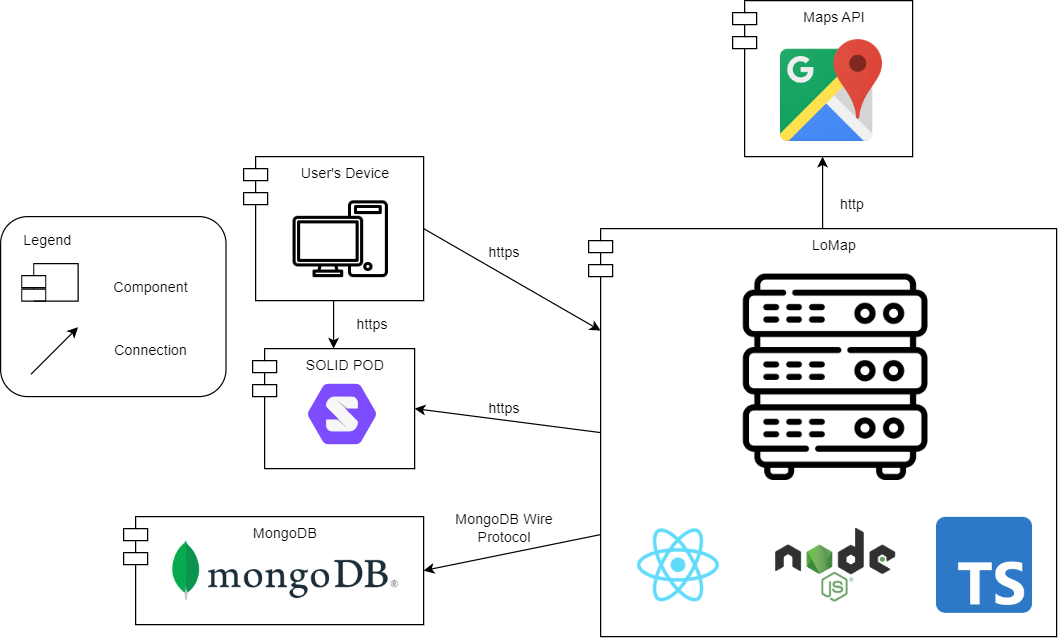 Maps API
G
http
User's Device
https
Legend
Component
Connection
https
SOLID POD
S
https
LoMap
MongoDB Wire
Protocol
MongoDB
mongoDB®
node
JS®
TS